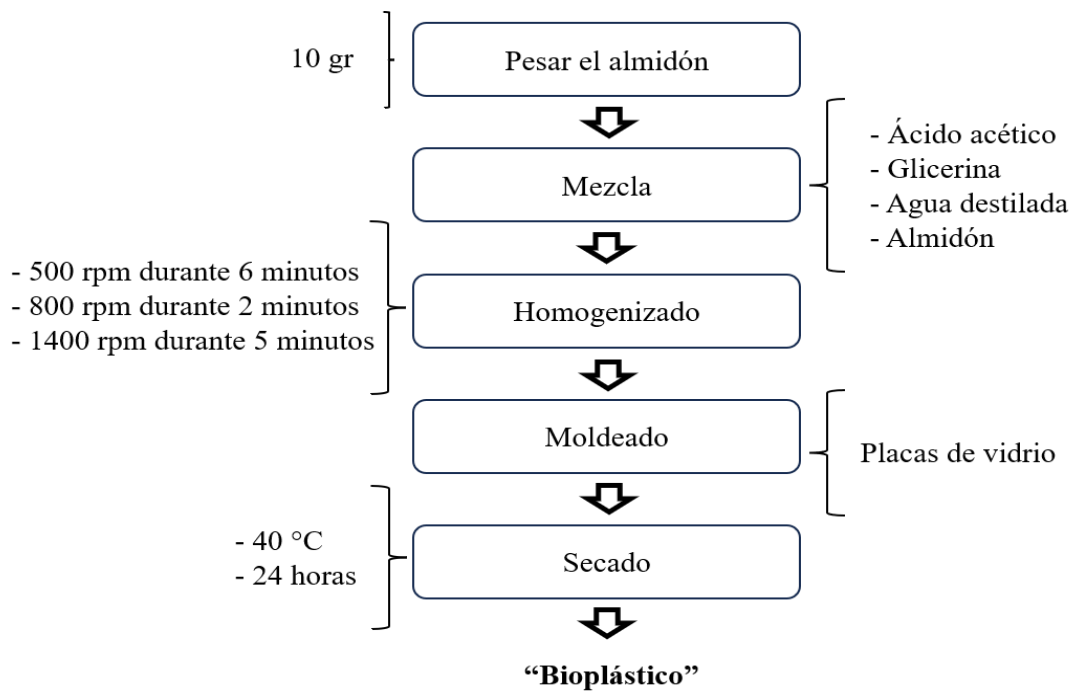 10 gr
Pesar el almidón
Mezcla
- Ácido acético
- Glicerina
- Agua destilada
- Almidón
- 500 rpm durante 6 minutos
- 800 rpm durante 2 minutos
- 1400 rpm durante 5 minutos
Homogenizado
Moldeado
Placas de vidrio
- 40 °C
- 24 horas
Secado
“Bioplástico”